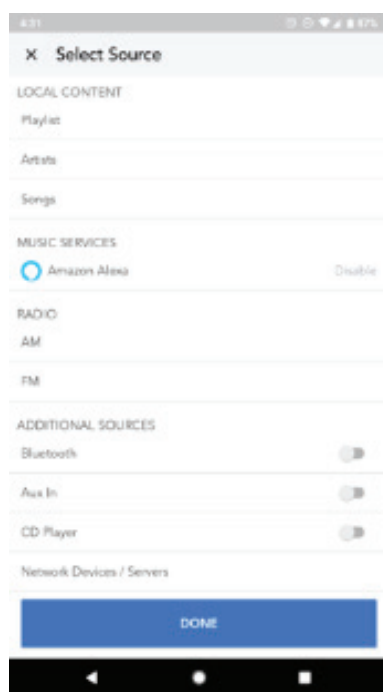 4:31
87%
× Select Source
LOCAL CONTENT
Playlist
Artists
Songs
MUSIC SERVICES
Amazon Alexa Disable
RADIO
AM
FM
ADDITIONAL SOURCES
Bluetooth
Aux In
CD Player
Network Devices / Servers
DONE